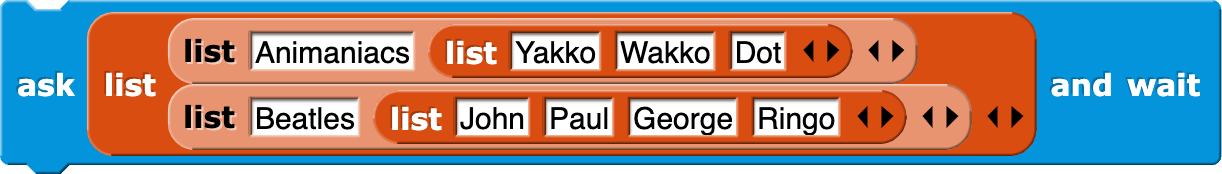 list Animaniacs list Yakko Wakko Dot
ask list and wait
list Beatles list John Paul George Ringo